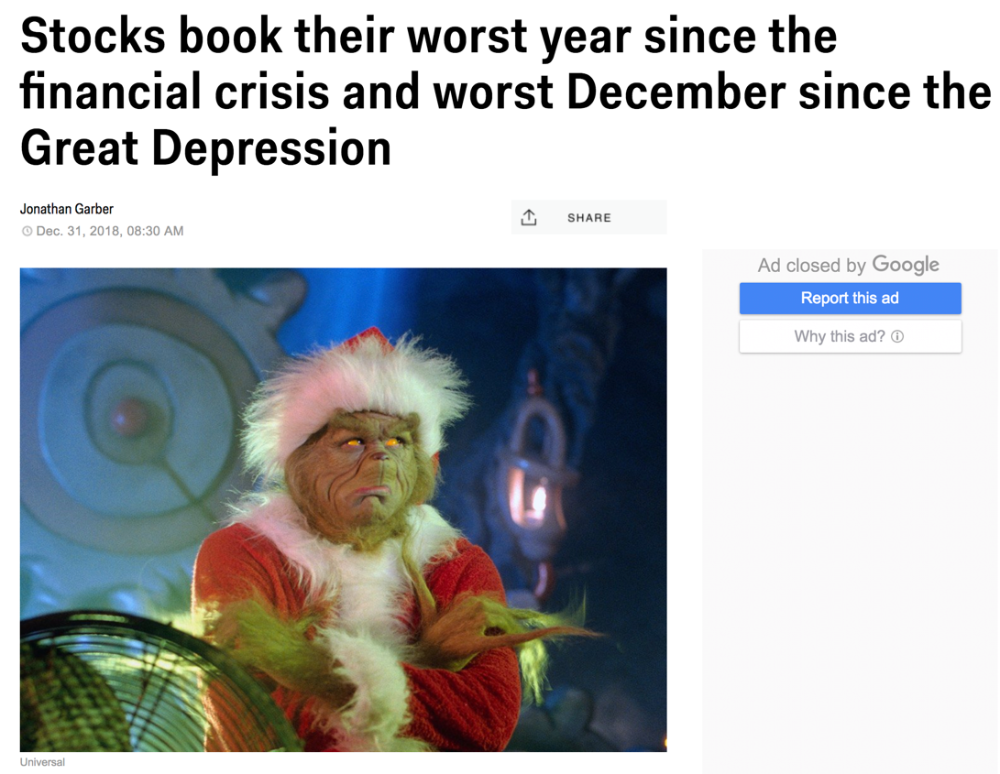 Stocks book their worst year since the
financial crisis and worst December since the
Great Depression
Jonathan Garber
Dec. 31, 2018, 08:30 AM
SHARE
Ad closed by Google
Report this ad
Why this ad?
Universal